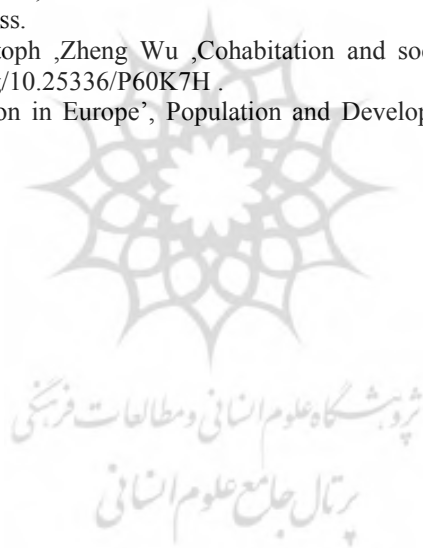 ss.
toph ,Zheng Wu ,Cohabitation and soc
/10.25336/P60K7H .
on in Europe’, Population and Develop
پژوهشگاه علوم انسانی و مطالعات فرهنگی
پرتال جامع علوم انسانی